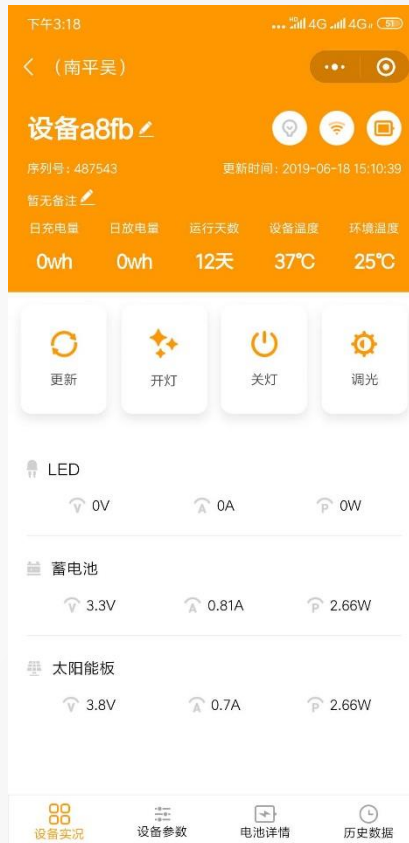 下午3:18 ... HD 4G 4G 51
（南平吴）
设备a8fb
序列号: 487543 更新时间: 2019-06-18 15:10:39
暂无备注
日充电量 日放电量 运行天数 设备温度 环境温度
0wh 0wh 12天 37℃ 25℃
更新 开灯 关灯 调光
LED
V 0V A 0A P 0W
蓄电池
V 3.3V A 0.81A P 2.66W
太阳能板
V 3.8V A 0.7A P 2.66W
设备实况 设备参数 电池详情 历史数据